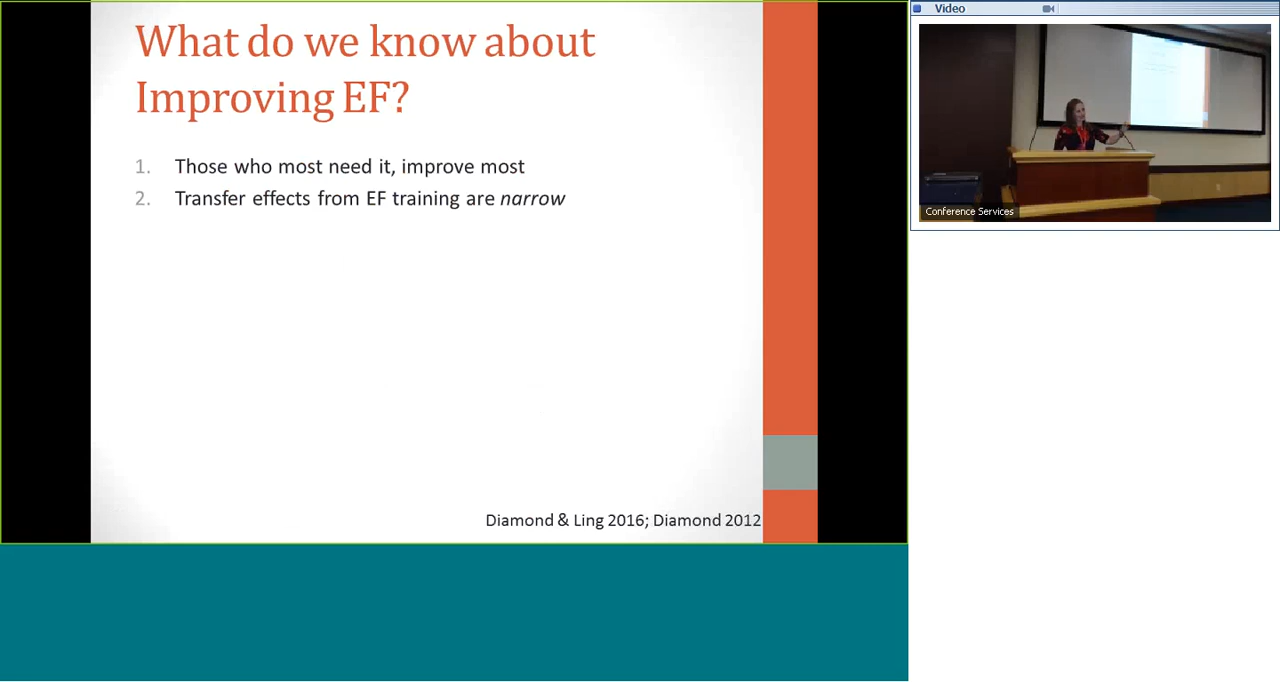 What do we know about
Improving EF?
1. Those who most need it, improve most
2. Transfer effects from EF training are narrow
Diamond & Ling 2016; Diamond 2012
Video
Conference Services